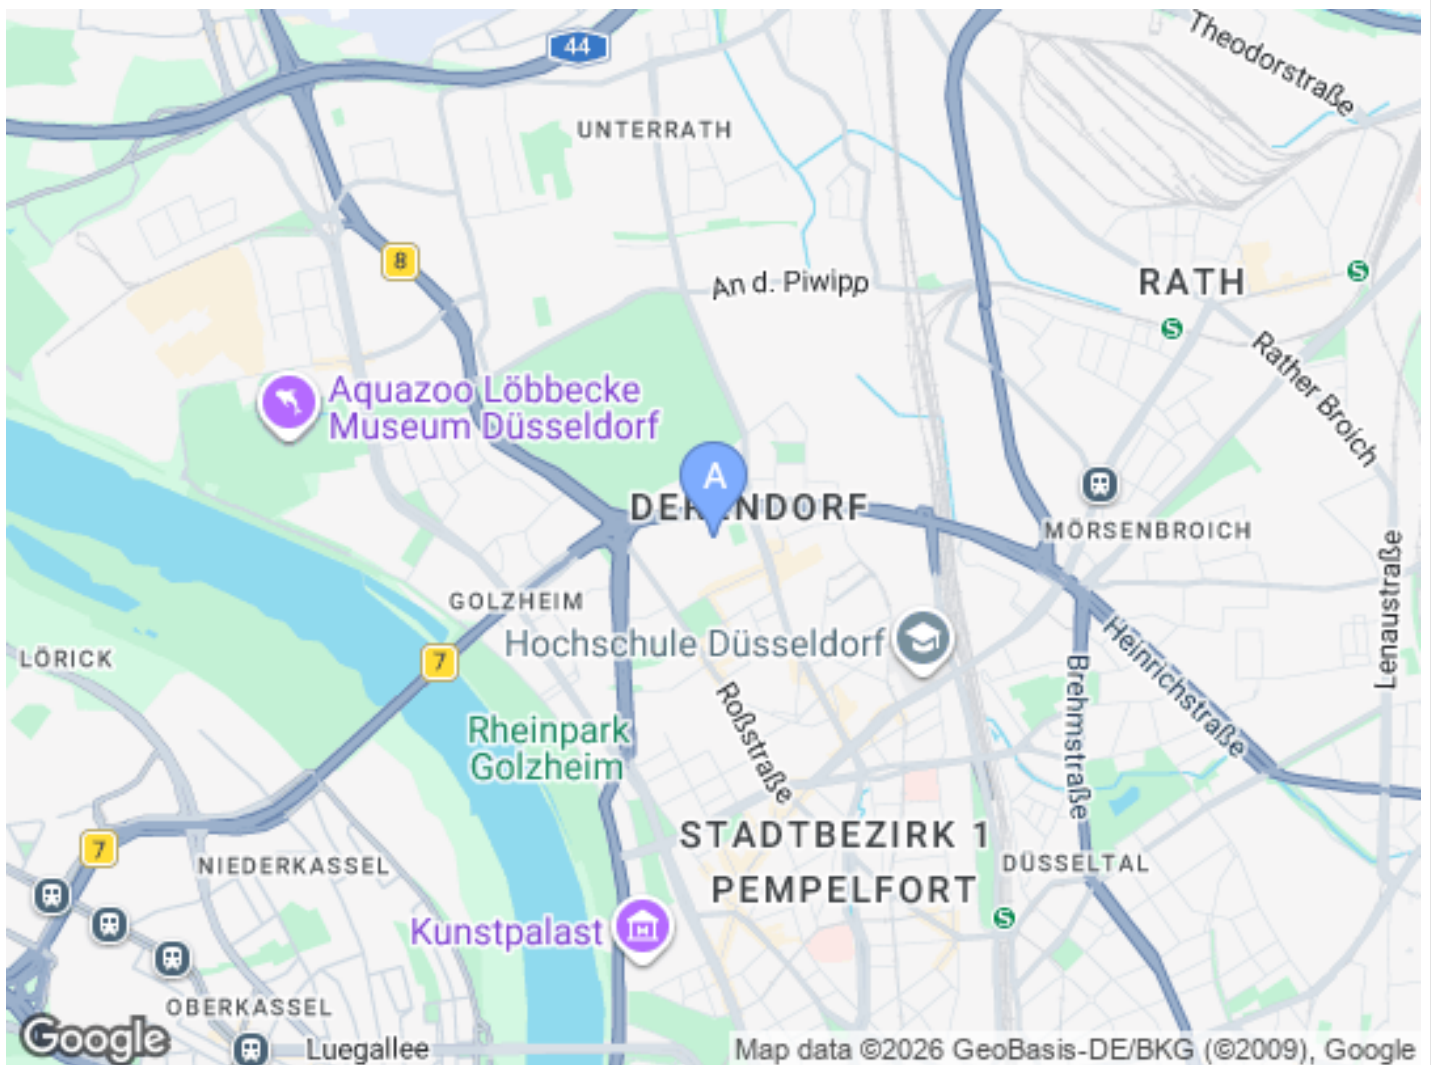 44
Theodorstraße
UNTERRATH
8
An d. Piwipp
RATH
S
S
Rather Broich
Aquazoo Löbbecke
Museum Düsseldorf
A
DERENDORF
MÖRSENBROICH
GOLZHEIM
Hochschule Düsseldorf
LÖRICK
7
Lenaustraße
Heinrichstraße
Brehmstraße
Roßstraße
Rheinpark
Golzheim
STADTBEZIRK 1
PEMPELFORT
DÜSSELTAL
7
NIEDERKASSEL
Kunstpalast
S
OBERKASSEL
Google
Luegallee
Map data ©2026 GeoBasis-DE/BKG (©2009), Google